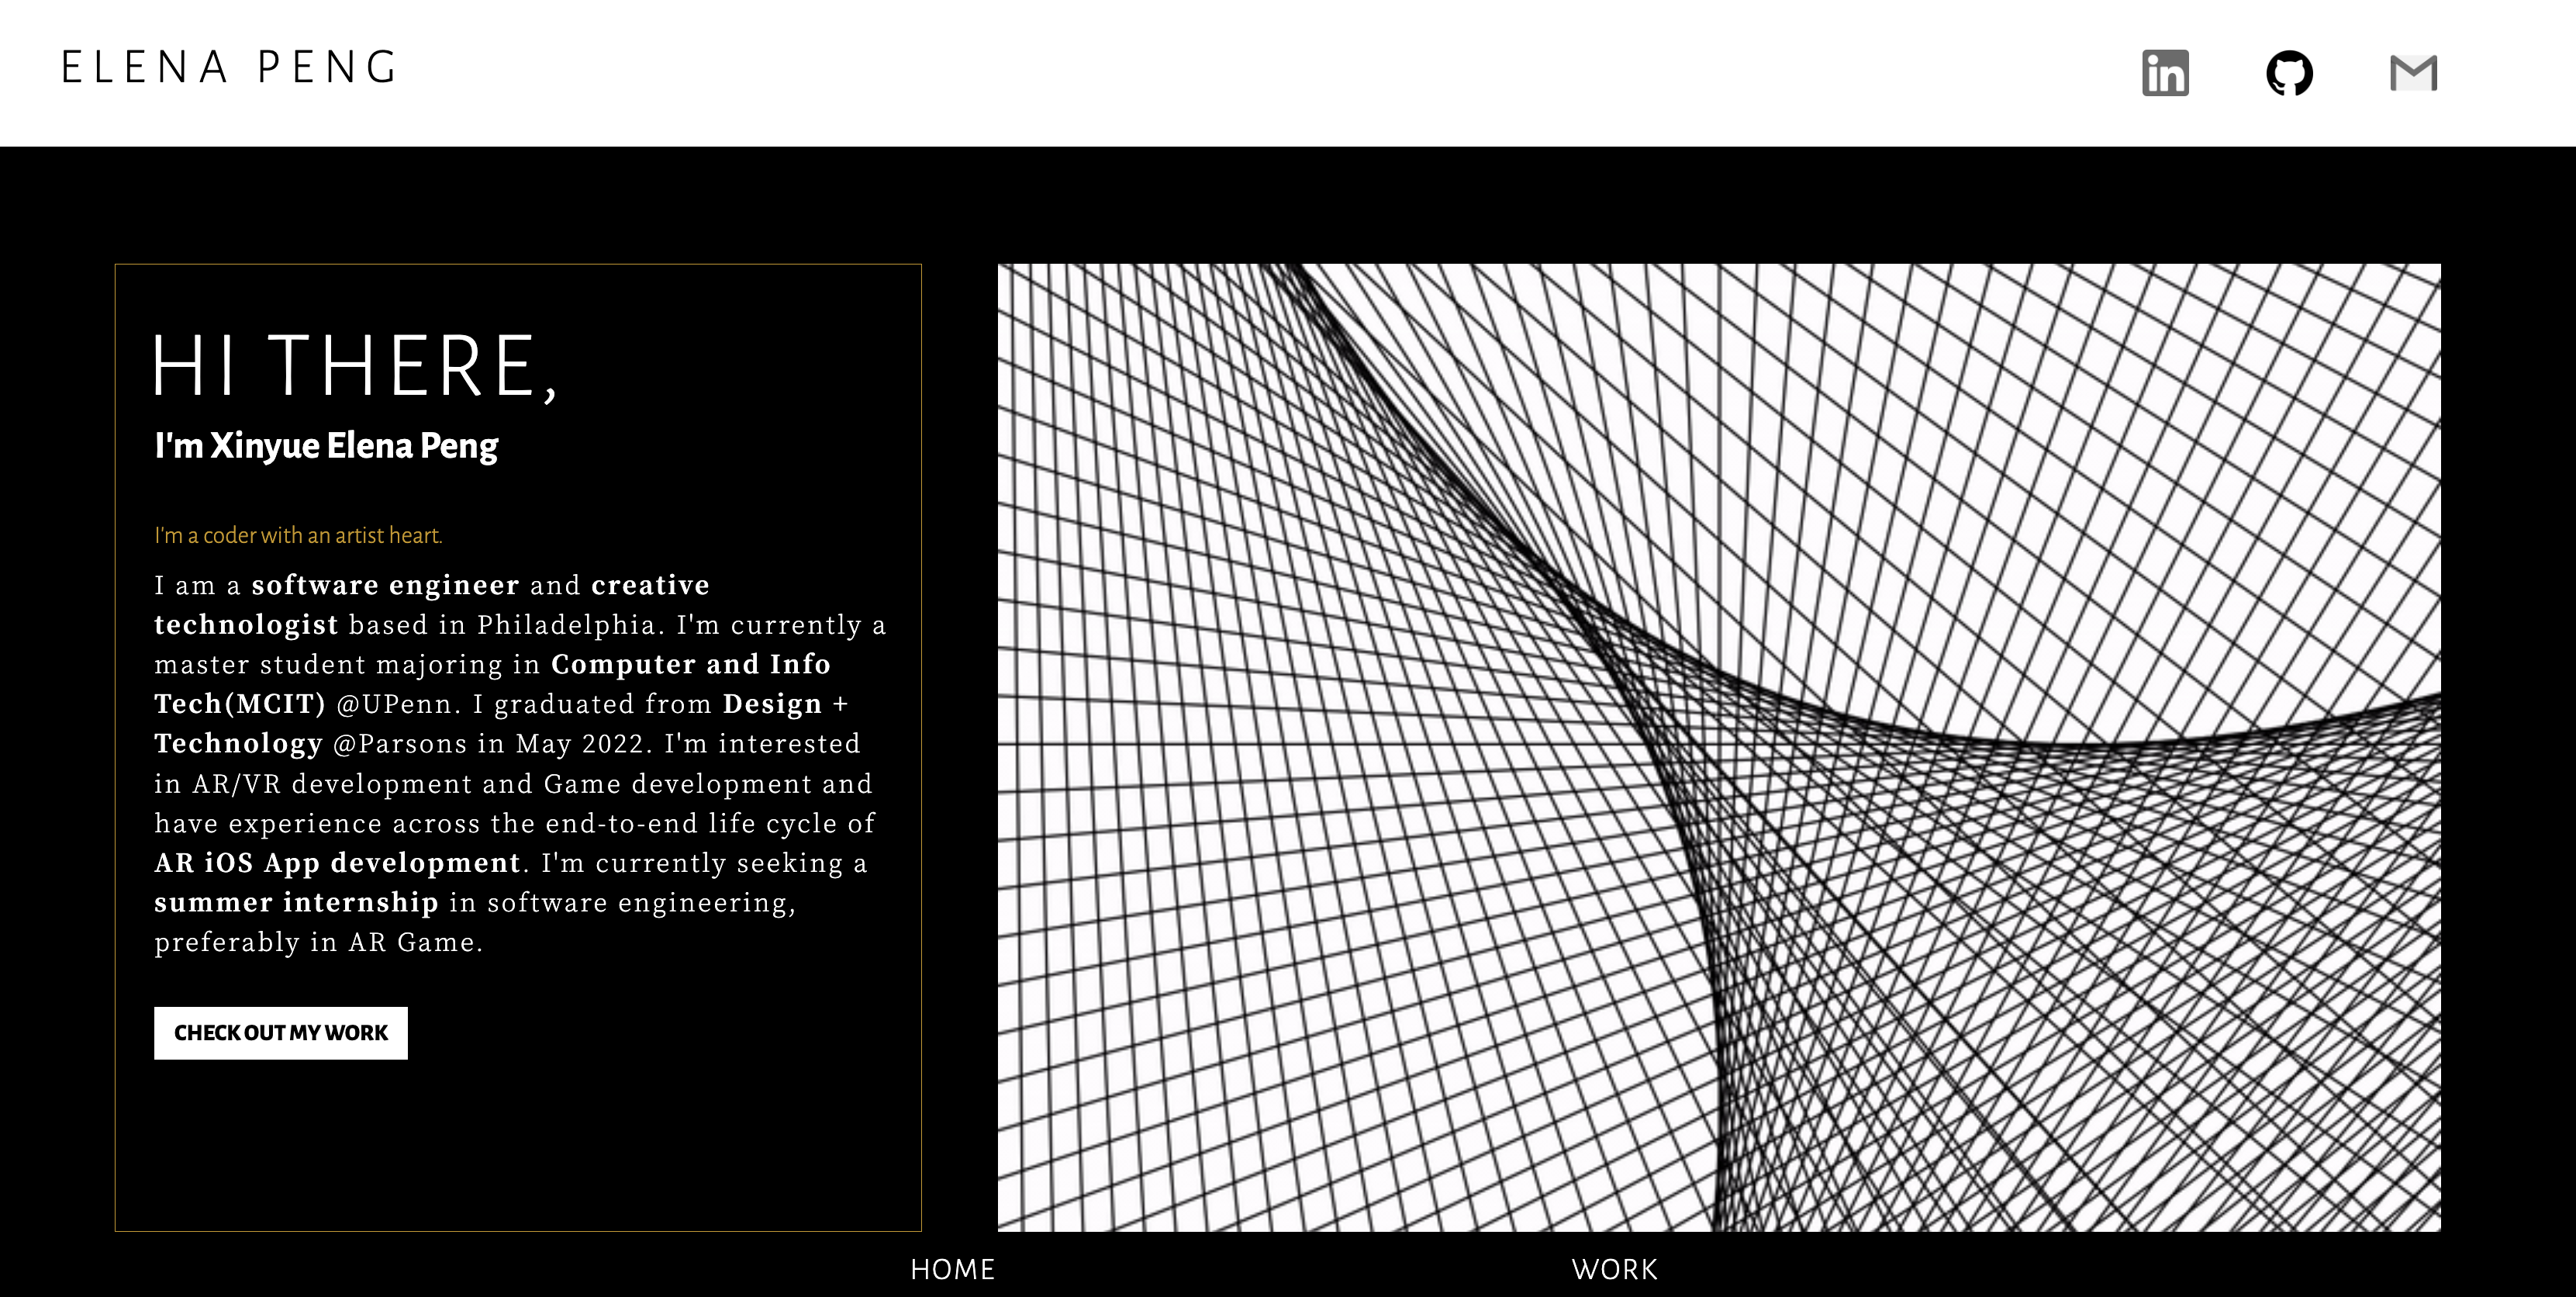 ELENA PENG
in
HI THERE,
I'm Xinyue Elena Peng
I'm a coder with an artist heart.
I am a software engineer and creative
technologist based in Philadelphia. I'm currently a
master student majoring in Computer and Info
Tech(MCIT) @UPenn. I graduated from Design +
Technology @Parsons in May 2022. I'm interested
in AR/VR development and Game development and
have experience across the end-to-end life cycle of
AR iOS App development. I'm currently seeking a
summer internship in software engineering,
preferably in AR Game.
CHECK OUT MY WORK
HOME
WORK